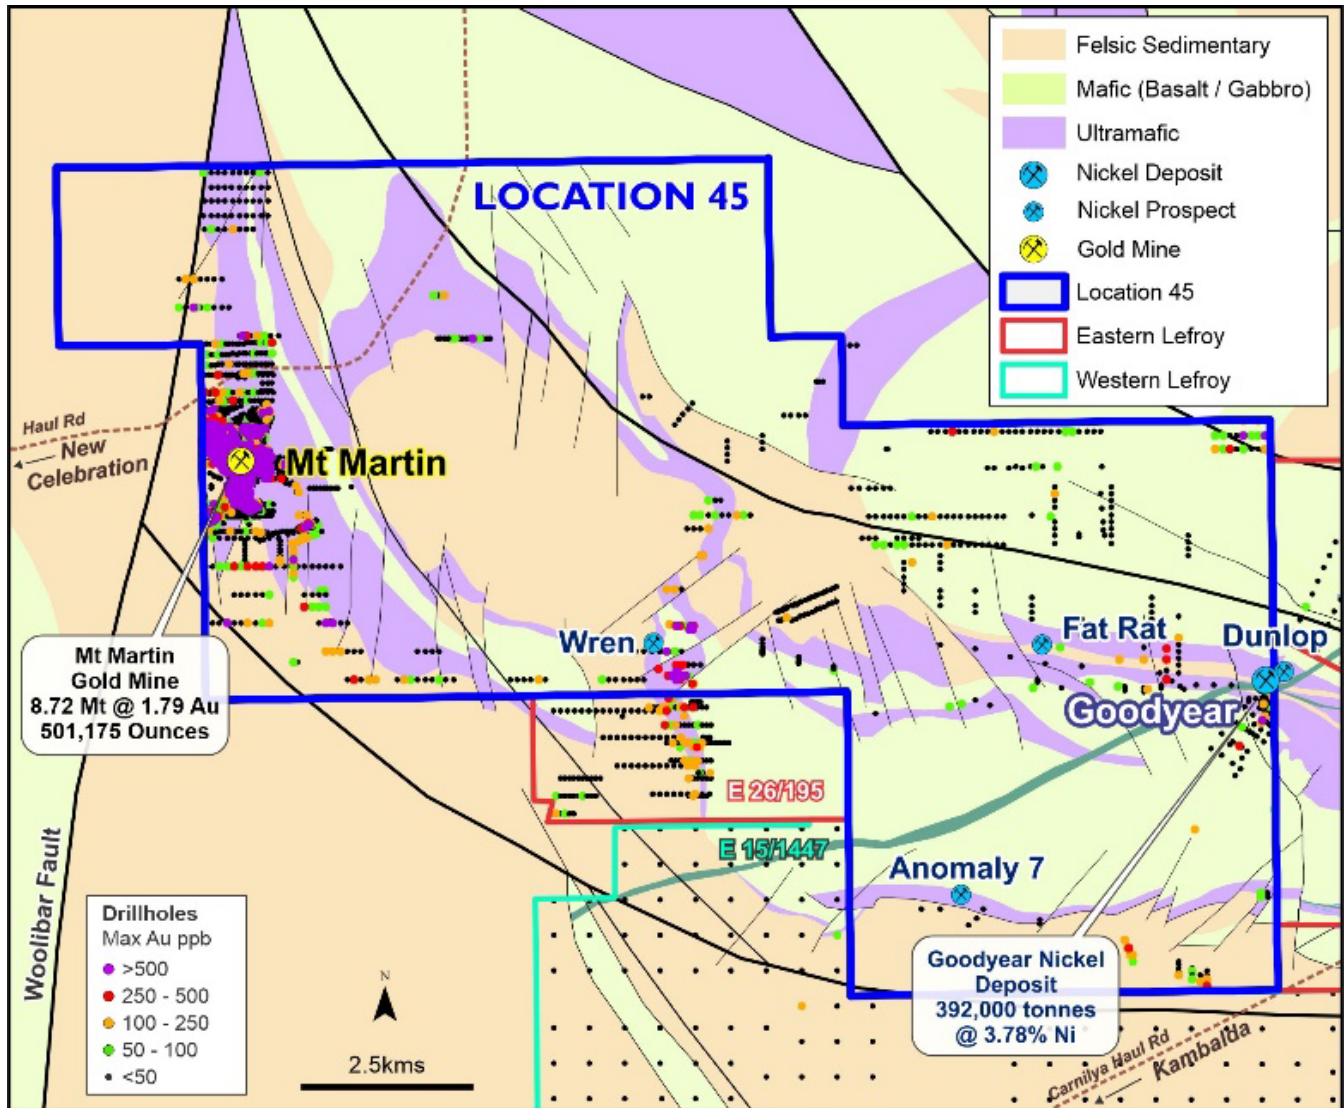 Felsic Sedimentary
Mafic (Basalt / Gabbro)
Ultramafic
Nickel Deposit
Nickel Prospect
Gold Mine
Location 45
Eastern Lefroy
Western Lefroy
LOCATION 45
Haul Rd
New
Celebration
Mt Martin
Wren
Fat Rat
Dunlop
Goodyear
Mt Martin
Gold Mine
8.72 Mt @ 1.79 Au
501,175 Ounces
E 26/195
E 15/1447
Anomaly 7
Woolibar Fault
Goodyear Nickel
Deposit
392,000 tonnes
@ 3.78% Ni
Drillholes
Max Au ppb
>500
250 - 500
100 - 250
50 - 100
<50
N
2.5kms
Carnilya Haul Rd
Kambalda